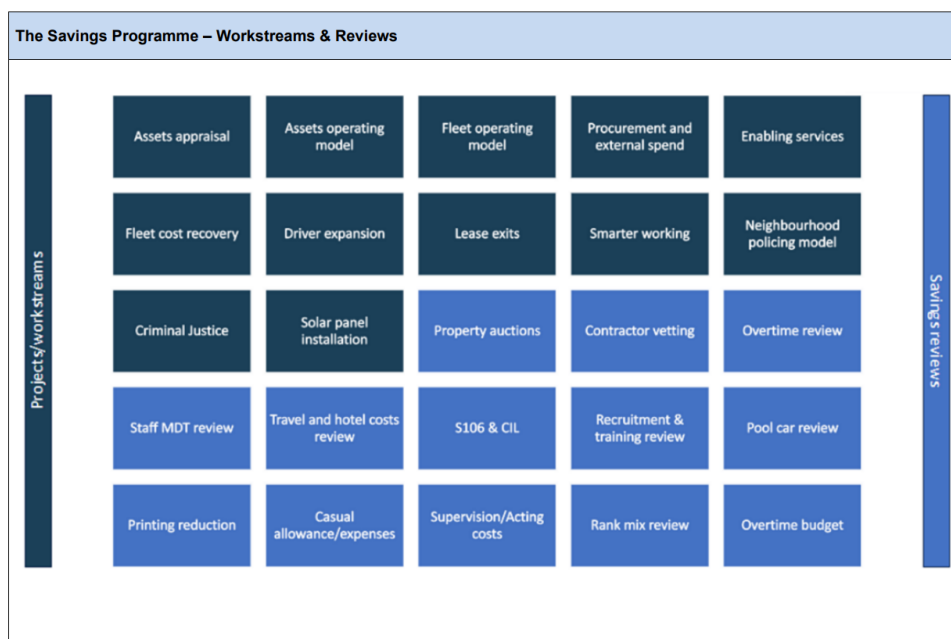 The Savings Programme – Workstreams & Reviews
Projects/workstreams
Assets appraisal
Assets operating
model
Fleet operating
model
Procurement and
external spend
Enabling services
Fleet cost recovery
Driver expansion
Lease exits
Smarter working
Neighbourhood
policing model
Criminal Justice
Solar panel
installation
Property auctions
Contractor vetting
Overtime review
Staff MDT review
Travel and hotel costs
review
S106 & CIL
Recruitment &
training review
Pool car review
Printing reduction
Casual
allowance/expenses
Supervision/Acting
costs
Rank mix review
Overtime budget
Savings reviews